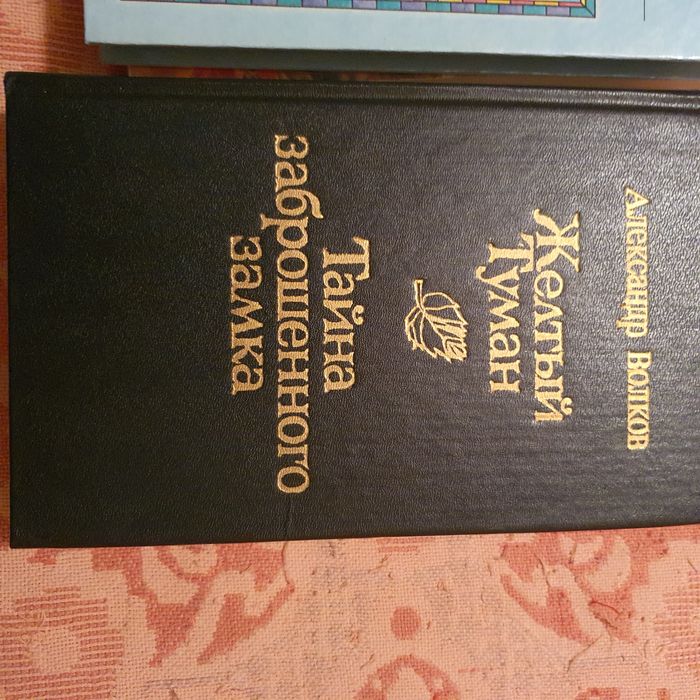 Александр Волков
Желтый
Туман
Тайна
заброшенного
замка